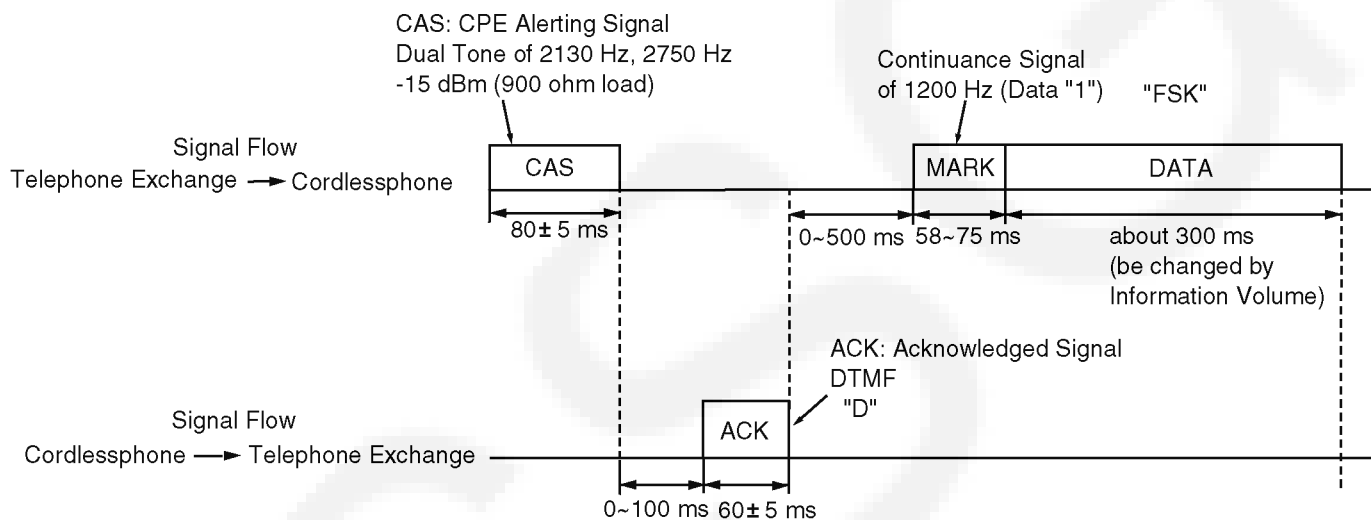 CAS: CPE Alerting Signal
Dual Tone of 2130 Hz, 2750 Hz
-15 dBm (900 ohm load)
Continuance Signal
of 1200 Hz (Data "1")
"FSK"
Signal Flow
Telephone Exchange → Cordlessphone
CAS
MARK
DATA
80± 5 ms
0~500 ms
58~75 ms
about 300 ms
(be changed by
Information Volume)
ACK: Acknowledged Signal
DTMF
"D"
Signal Flow
Cordlessphone → Telephone Exchange
ACK
0~100 ms
60± 5 ms